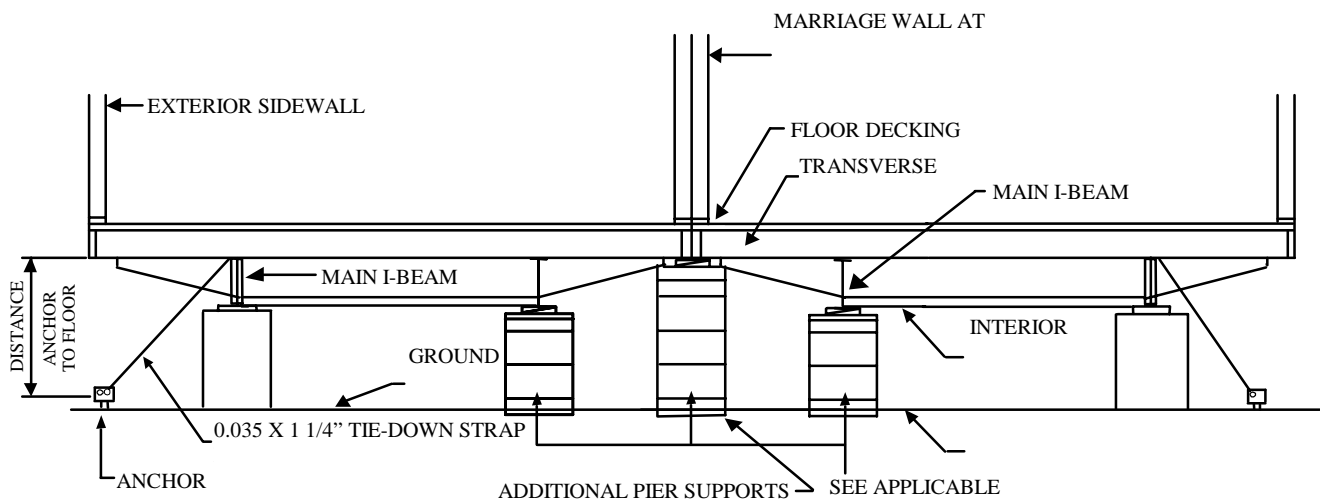 MARRIAGE WALL AT
EXTERIOR SIDEWALL
FLOOR DECKING
TRANSVERSE
MAIN I-BEAM
MAIN I-BEAM
DISTANCE
ANCHOR
TO FLOOR
INTERIOR
GROUND
0.035 X 1 1/4” TIE-DOWN STRAP
ANCHOR
ADDITIONAL PIER SUPPORTS
SEE APPLICABLE